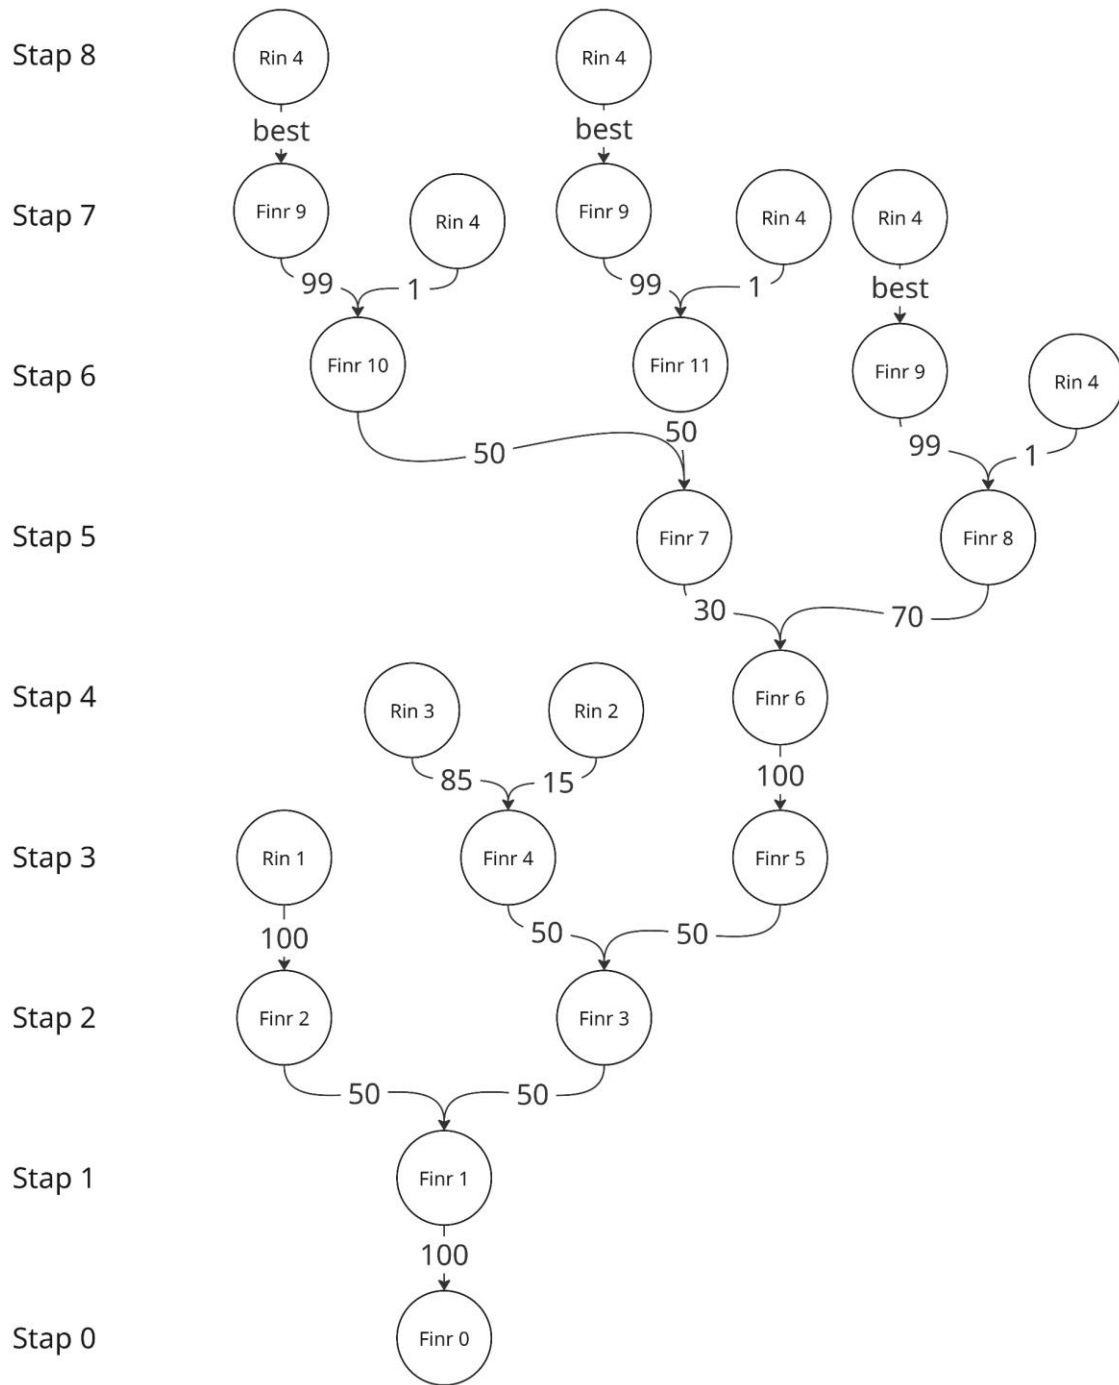 Stap 8
Rin 4
Rin 4
best
best
Stap 7
Finr 9
Rin 4
Finr 9
Rin 4
Rin 4
99
1
99
1
best
Stap 6
Finr 10
Finr 11
Finr 9
Rin 4
50
50
99
1
Stap 5
Finr 7
Finr 8
30
70
Stap 4
Rin 3
Rin 2
Finr 6
85
15
100
Stap 3
Rin 1
Finr 4
Finr 5
100
50
50
Stap 2
Finr 2
Finr 3
50
50
Stap 1
Finr 1
100
Stap 0
Finr 0